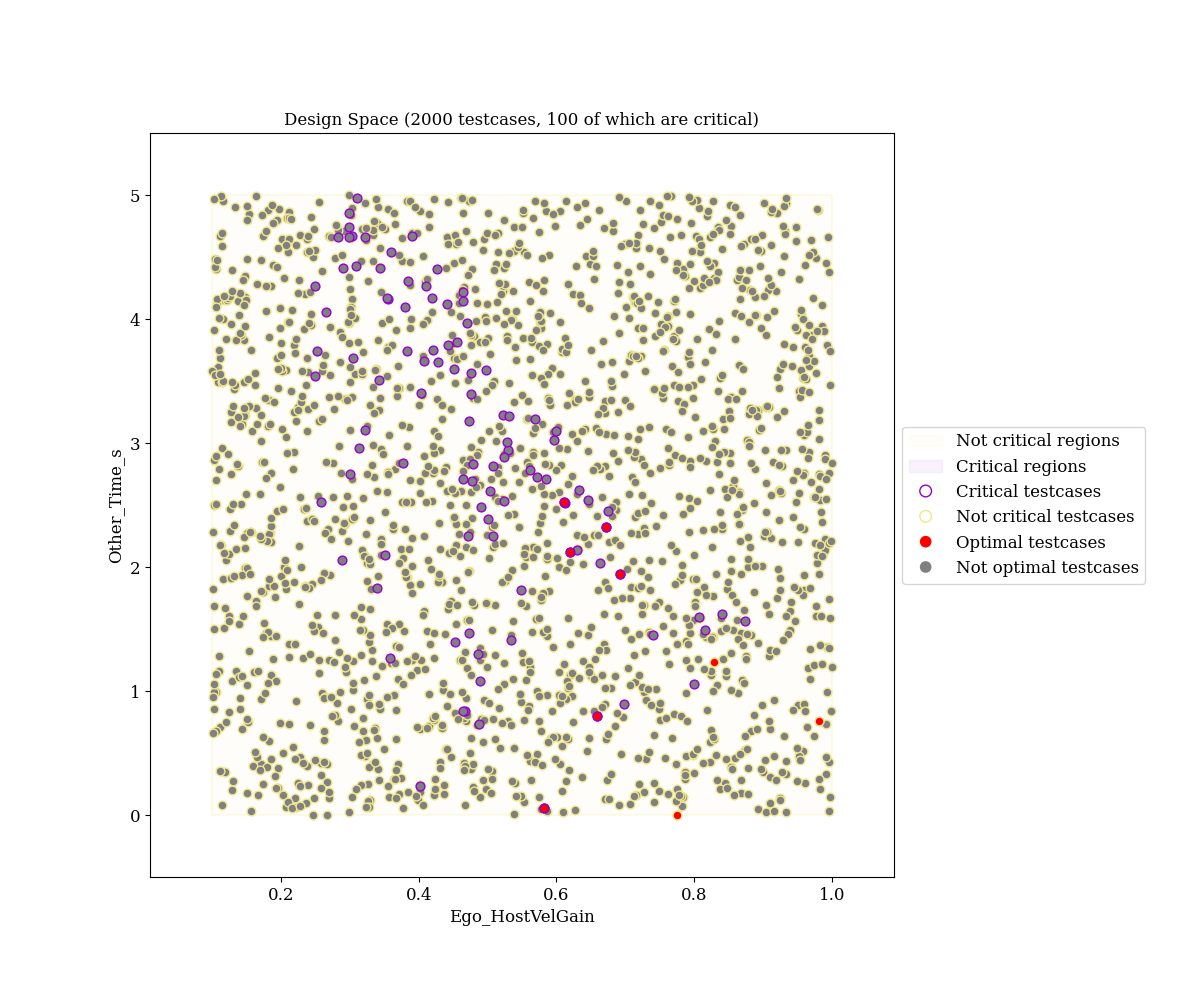 Design Space (2000 testcases, 100 of which are critical)
5
4
3
2
1
0
Other_Time_s
0.2 0.4 0.6 0.8 1.0
Ego_HostVelGain
Not critical regions
Critical regions
Critical testcases
Not critical testcases
Optimal testcases
Not optimal testcases